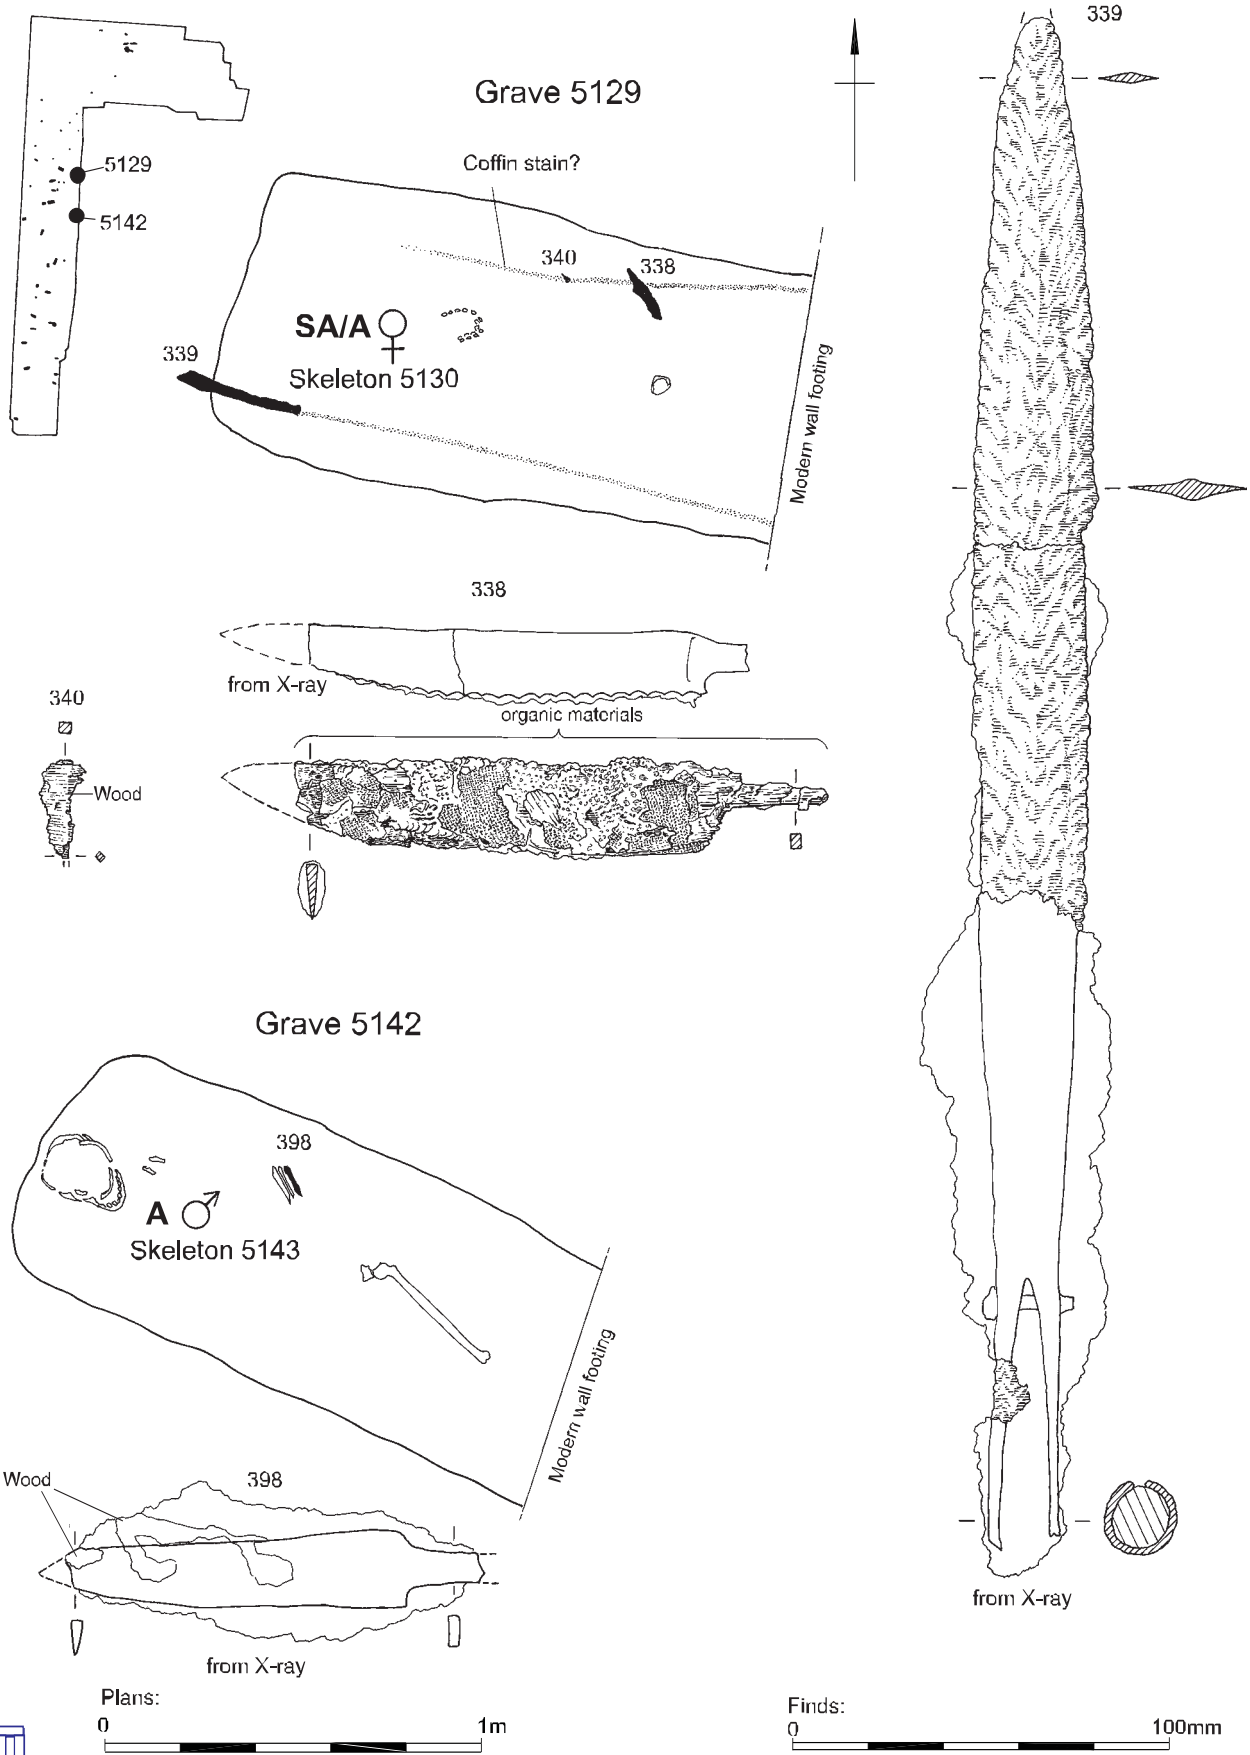 339
Grave 5129
5129
5142
Coffin stain?
340
338
SA/A ♀
Skeleton 5130
339
Modern wall footing
338
from X-ray
organic materials
340
Wood
Grave 5142
398
A ♂
Skeleton 5143
Modern wall footing
Wood
398
from X-ray
from X-ray
Plans:
0 1m
Finds:
0 100mm